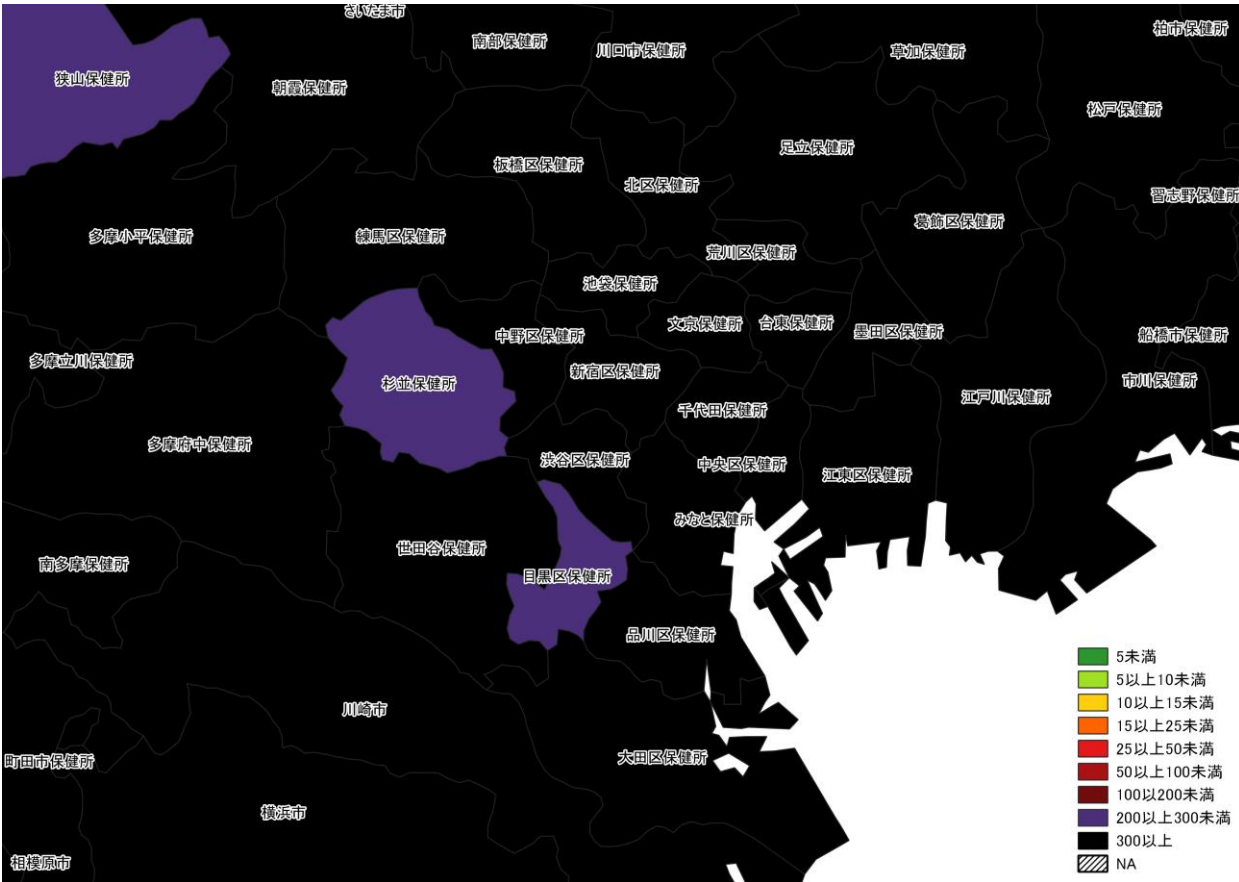 さいたま市
柏市保健所
南部保健所
川口市保健所
草加保健所
狭山保健所
朝霞保健所
松戸保健所
足立保健所
板橋区保健所
北区保健所
習志野保健所
葛飾区保健所
多摩小平保健所
練馬区保健所
荒川区保健所
池袋保健所
文京保健所
台東保健所
墨田区保健所
中野区保健所
船橋市保健所
多摩立川保健所
新宿区保健所
杉並保健所
市川保健所
江戸川保健所
千代田保健所
多摩府中保健所
渋谷区保健所
中央区保健所
江東区保健所
みなと保健所
世田谷保健所
南多摩保健所
目黒区保健所
品川区保健所
川崎市
大田区保健所
町田市保健所
横浜市
相模原市
5未満
5以上10未満
10以上15未満
15以上25未満
25以上50未満
50以上100未満
100以200未満
200以上300未満
300以上
NA